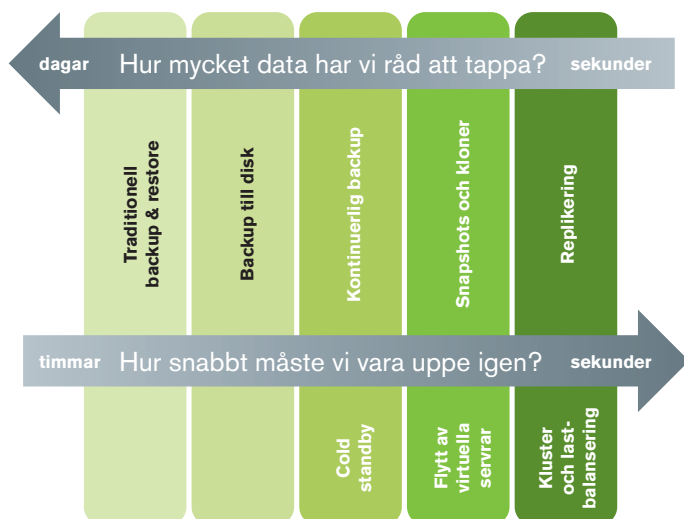 dagar Hur mycket data har vi råd att tappa? sekunder
Traditionell
backup & restore
Backup till disk
Kontinuerlig backup
Snapshots och kloner
Replikering
timmar Hur snabbt måste vi vara uppe igen? sekunder
Cold
standby
Flytt av
virtuella
servrar
Kluster
och last-
balansering